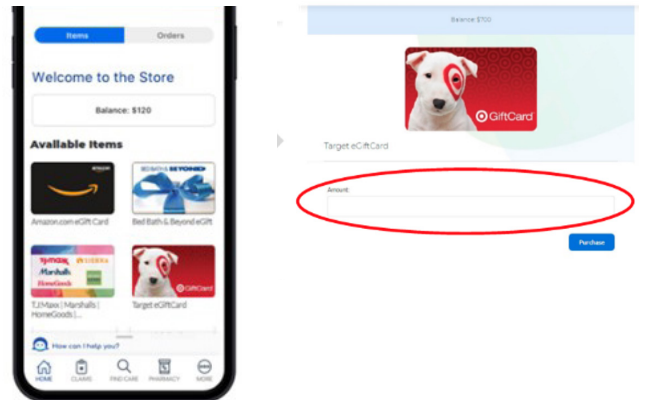 Items Orders
Welcome to the Store
Balance: $120
Available Items
amazon
BED BATH & BEYOND
Amazon.com eGift Card Bed Bath & Beyond eGift
TJ-maxx SIERRA
Marshalls
HomeGoods
GiftCard
T.J.Maxx | Marshalls | Target eGiftCard
HomeGoods |...
How can I help you?
HOME CLAIMS FIND CARE PHARMACY MORE
Balance $100
GiftCard
Target eGiftCard
Amount:
Purchase